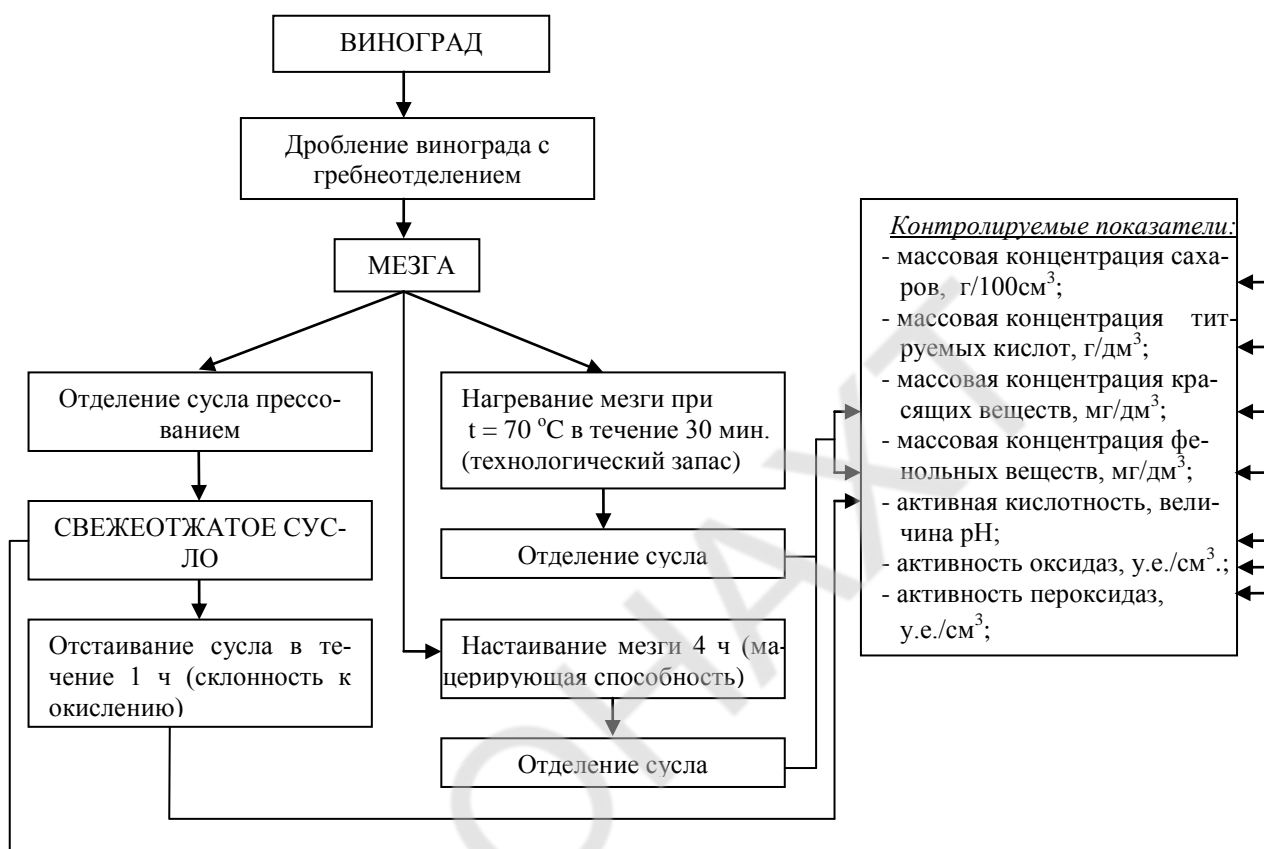 ВИНОГРАД
Дробление винограда с
гребнеотделением
МЕЗГА
Отделение сусла прессо-
ванием
СВЕЖЕОТЖАТОЕ СУС-
ЛО
Отстаивание сусла в те-
чение 1 ч (склонность к
окислению)
Нагревание мезги при
t = 70 °С в течение 30 мин.
(технологический запас)
Отделение сусла
Настаивание мезги 4 ч (ма-
церирующая способность)
Отделение сусла
Контролируемые показатели:
- массовая концентрация саха-
ров, г/100см³;
- массовая концентрация тит-
руемых кислот, г/дм³;
- массовая концентрация кра-
сящих веществ, мг/дм³;
- массовая концентрация фе-
нольных веществ, мг/дм³;
- активная кислотность, вели-
чина рН;
- активность оксидаз, у.е./см³.;
- активность пероксидаз,
у.е./см³;
ОНАХТ